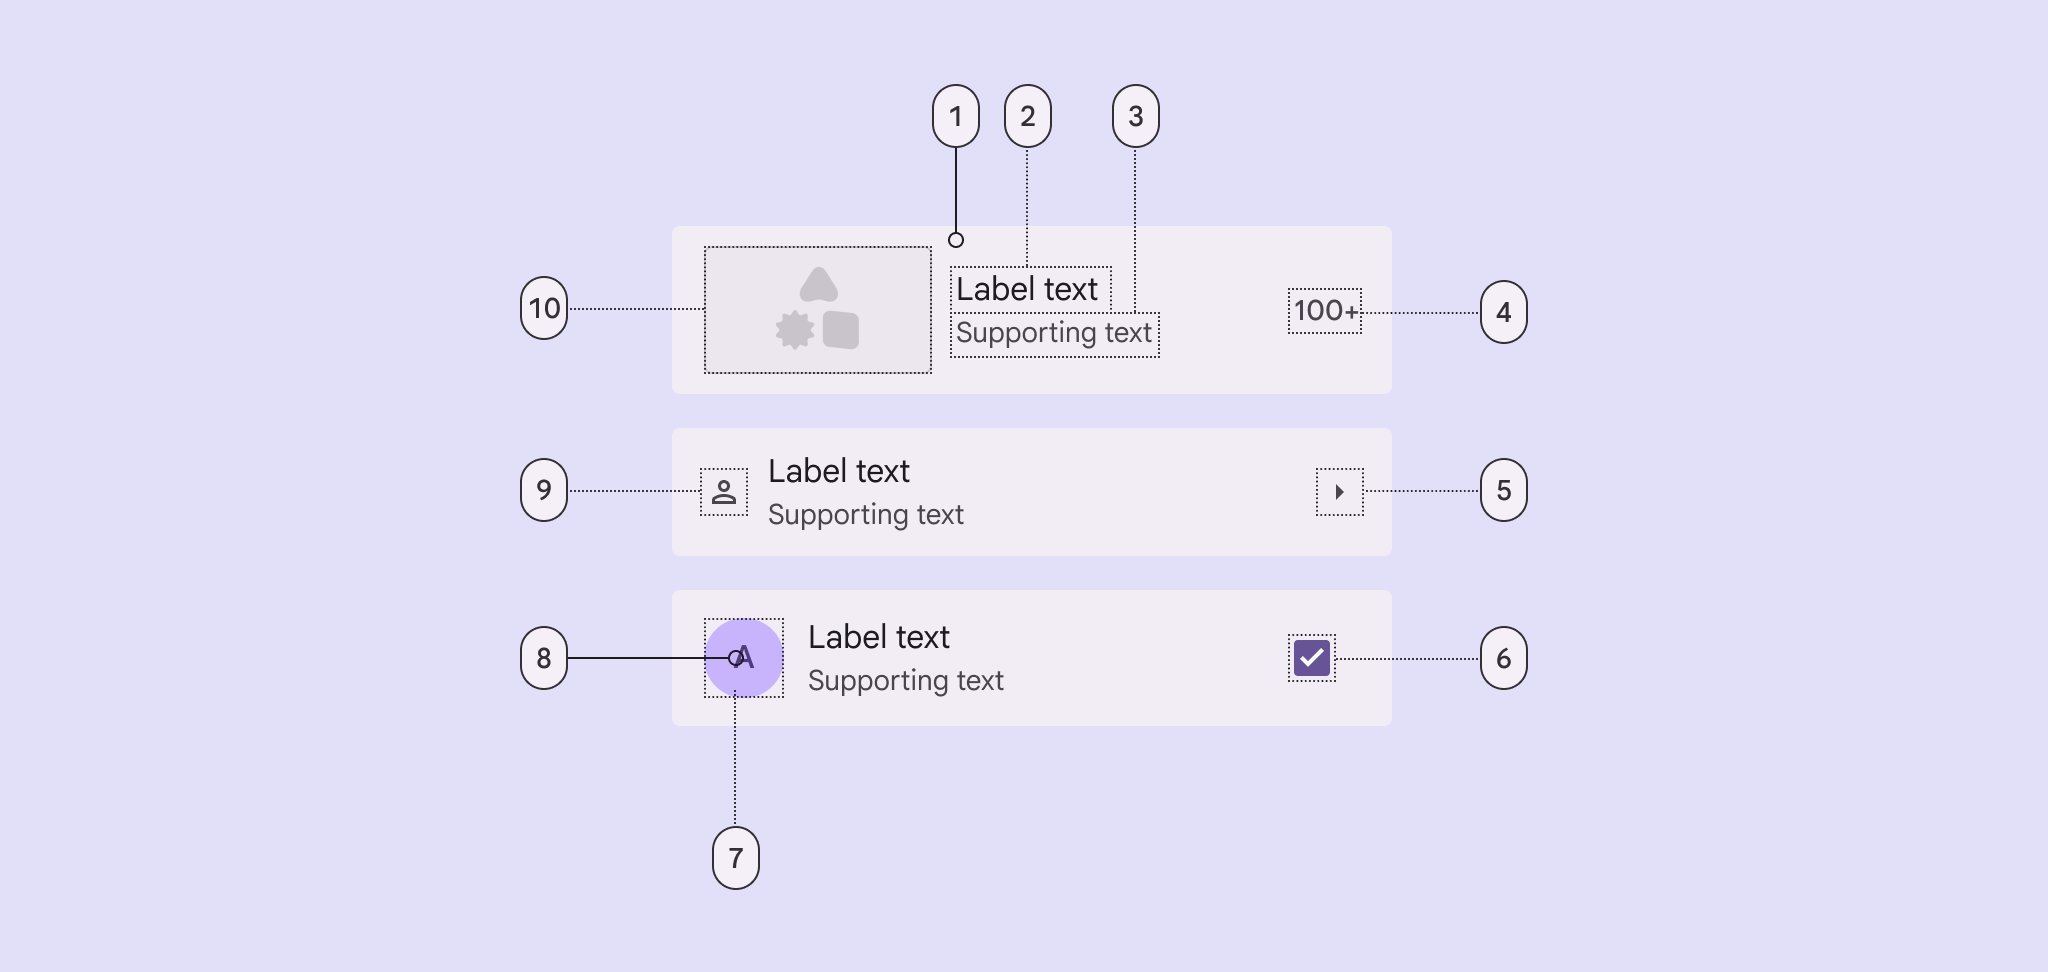 1 2 3
10
Label text
Supporting text
100+
4
9
Label text
Supporting text
5
8
A
Label text
Supporting text
6
7